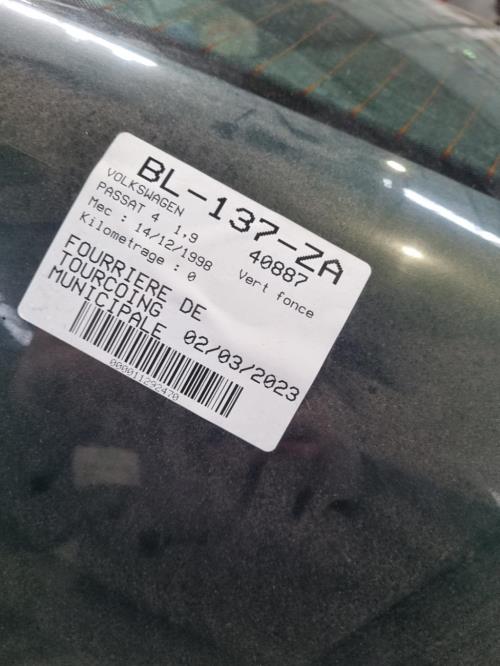 BL-137-ZA
VOLKSWAGEN 40887
PASSAT 4 1,9
Mec : 14/12/1998 Vert fonce
Kilometrage : 0
FOURRIERE DE
TOURCOING
MUNICIPALE 02/03/2023
000011292470